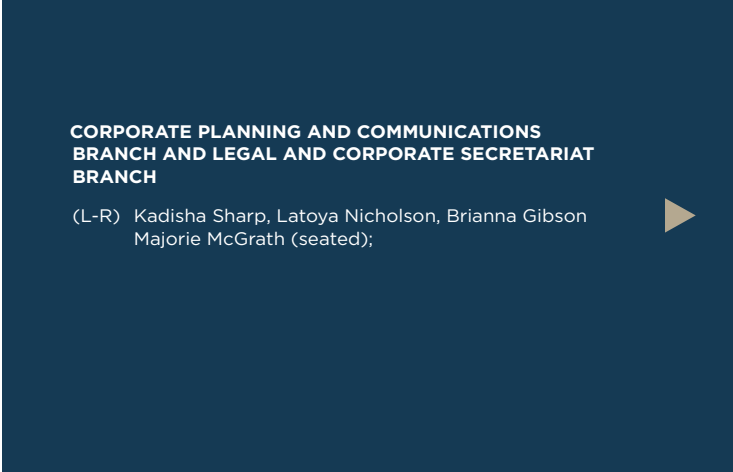 CORPORATE PLANNING AND COMMUNICATIONS
BRANCH AND LEGAL AND CORPORATE SECRETARIAT
BRANCH
(L-R) Kadisha Sharp, Latoya Nicholson, Brianna Gibson
Majorie McGrath (seated);